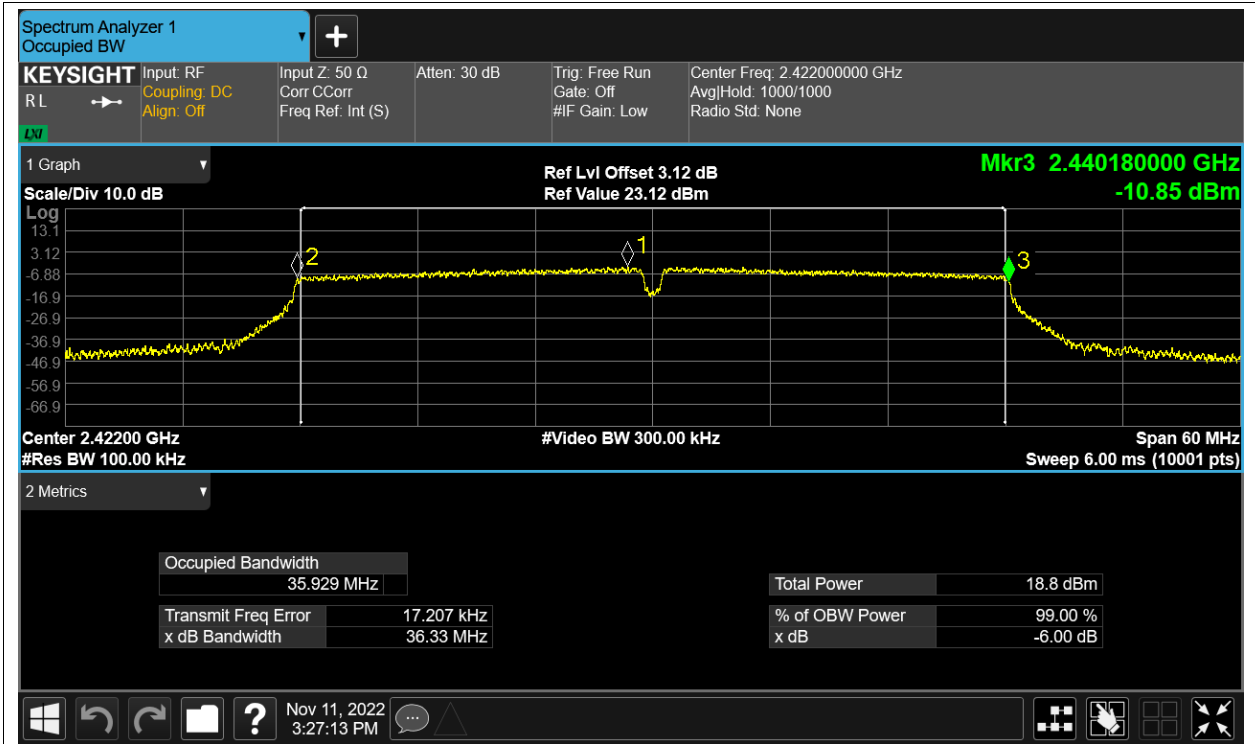 Spectrum Analyzer 1
Occupied BW
▼
+
KEYSIGHT
R L
LXI
Input: RF
Coupling: DC
Align: Off
Input Z: 50 Ω
Corr CCorr
Freq Ref: Int (S)
Atten: 30 dB
Trig: Free Run
Gate: Off
#IF Gain: Low
Center Freq: 2.422000000 GHz
Avg|Hold: 1000/1000
Radio Std: None
1 Graph ▼
Scale/Div 10.0 dB
Ref Lvl Offset 3.12 dB
Ref Value 23.12 dBm
Mkr3 2.440180000 GHz
-10.85 dBm
Log
13.1
3.12
-6.88
-16.9
-26.9
-36.9
-46.9
-56.9
-66.9
2
1
3
Center 2.42200 GHz
#Res BW 100.00 kHz
#Video BW 300.00 kHz
Span 60 MHz
Sweep 6.00 ms (10001 pts)
2 Metrics ▼
Occupied Bandwidth
35.929 MHz
Transmit Freq Error 17.207 kHz
x dB Bandwidth 36.33 MHz
Total Power 18.8 dBm
% of OBW Power 99.00 %
x dB -6.00 dB
?
Nov 11, 2022
3:27:13 PM